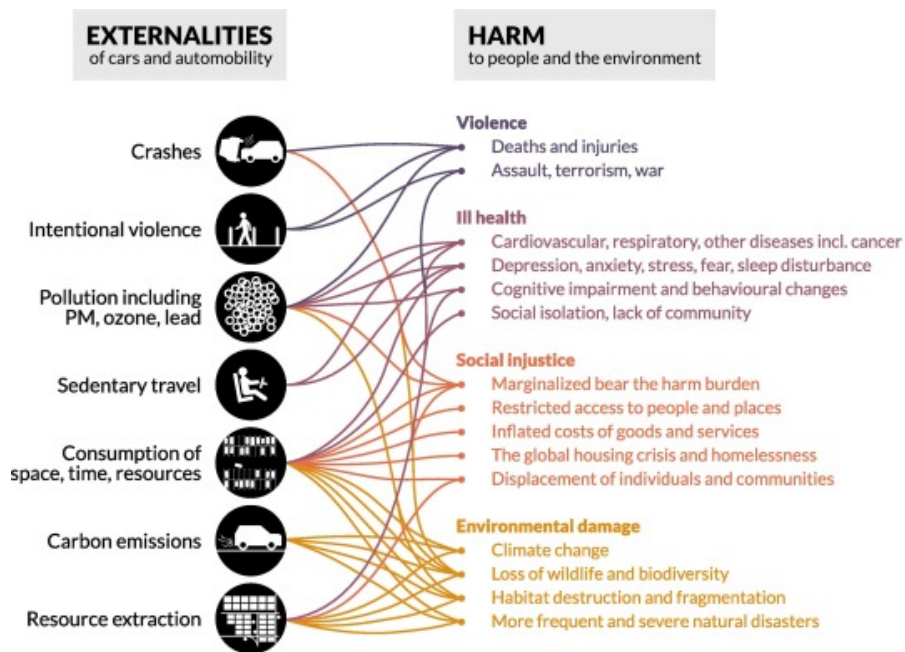 EXTERNALITIES
of cars and automobility
Crashes
Intentional violence
Pollution including
PM, ozone, lead
Sedentary travel
Consumption of
space, time, resources
Carbon emissions
Resource extraction
HARM
to people and the environment
Violence
Deaths and injuries
Assault, terrorism, war
Ill health
Cardiovascular, respiratory, other diseases incl. cancer
Depression, anxiety, stress, fear, sleep disturbance
Cognitive impairment and behavioural changes
Social isolation, lack of community
Social injustice
Marginalized bear the harm burden
Restricted access to people and places
Inflated costs of goods and services
The global housing crisis and homelessness
Displacement of individuals and communities
Environmental damage
Climate change
Loss of wildlife and biodiversity
Habitat destruction and fragmentation
More frequent and severe natural disasters